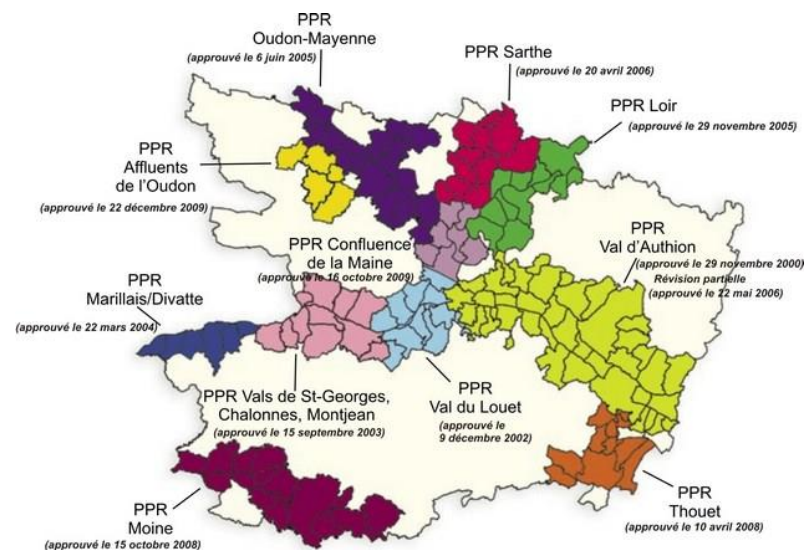 PPR
Oudon-Mayenne
(approuvé le 6 juin 2005)
PPR Sarthe
(approuvé le 20 avril 2006)
PPR Loir
(approuvé le 29 novembre 2005)
PPR
Affluents
de l'Oudon
(approuvé le 22 décembre 2009)
PPR Confluence
de la Maine
(approuvé le 16 octobre 2009)
PPR
Val d'Authion
(approuvé le 29 novembre 2000)
Révision partielle
(approuvé le 22 mai 2006)
PPR
Marillais/Divatte
(approuvé le 22 mars 2004)
PPR Vals de St-Georges,
Chalonnes, Montjean
(approuvé le 15 septembre 2003)
PPR
Val du Louet
(approuvé le
9 décembre 2002)
PPR
Moine
(approuvé le 15 octobre 2008)
PPR
Thouet
(approuvé le 10 avril 2008)